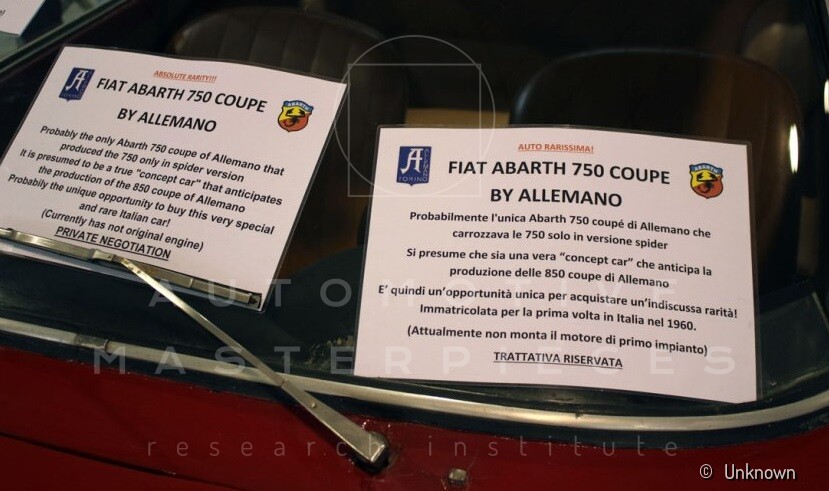 ABSOLUTE RARITY!!!
FIAT ABARTH 750 COUPE
BY ALLEMANO
Probably the only Abarth 750 coupe of Allemano that
produced the 750 only in spider version
It is presumed to be a true "concept car" that anticipates
the production of the 850 coupe of Allemano
Probably the unique opportunity to buy this very special
and rare Italian car!
(Currently has not original engine)
PRIVATE NEGOTIATION
ABARTH
AUTO RARISSIMA!
ALLEMANO
TORINO
ABARTH
FIAT ABARTH 750 COUPE
BY ALLEMANO
Probabilmente l'unica Abarth 750 coupé di Allemano che
carrozzava le 750 solo in versione spider
Si presume che sia una vera "concept car" che anticipa la
produzione delle 850 coupe di Allemano
E' quindi un'opportunità unica per acquistare un'indiscussa rarità!
Immatricolata per la prima volta in Italia nel 1960.
(Attualmente non monta il motore di primo impianto)
TRATTATIVA RISERVATA
AUTOMOTIVE
MASTERPIECES
research institute
© Unknown